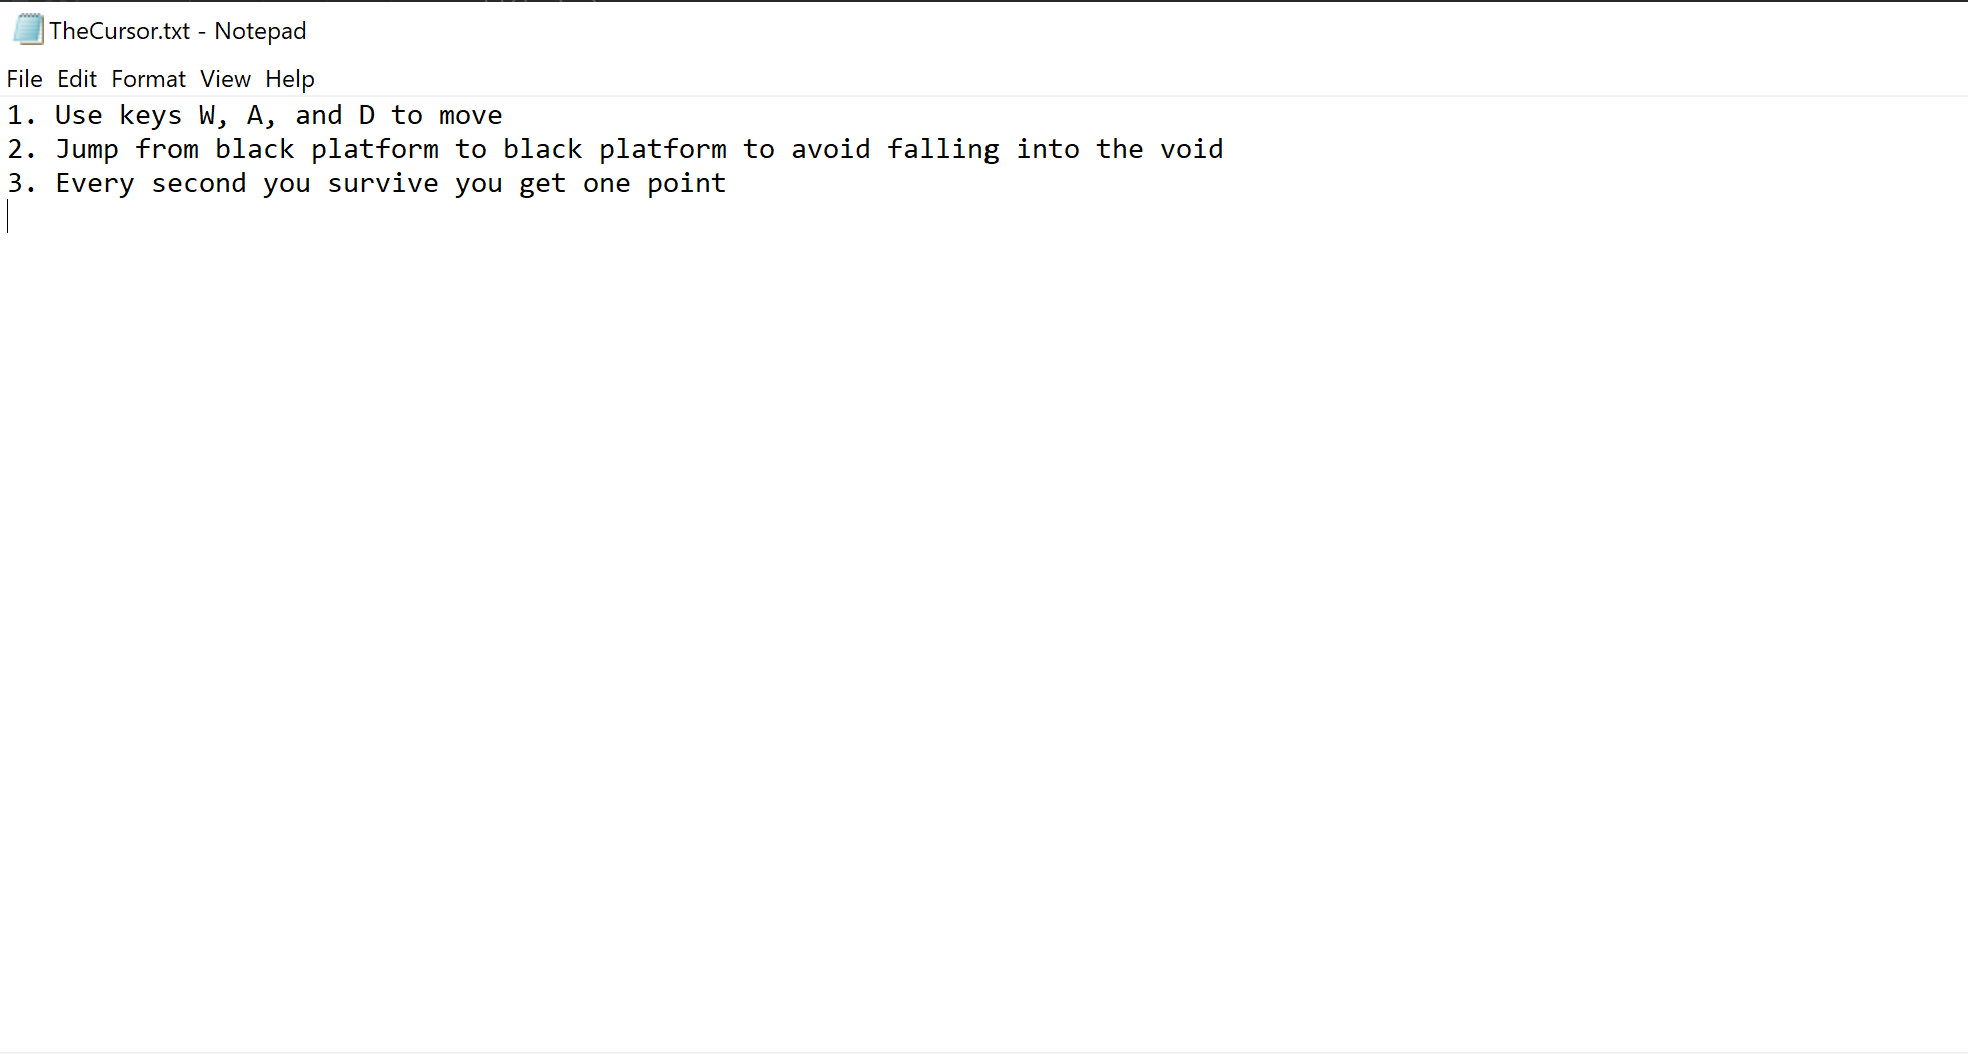 TheCursor.txt - Notepad
File Edit Format View Help
1. Use keys W, A, and D to move
2. Jump from black platform to black platform to avoid falling into the void
3. Every second you survive you get one point